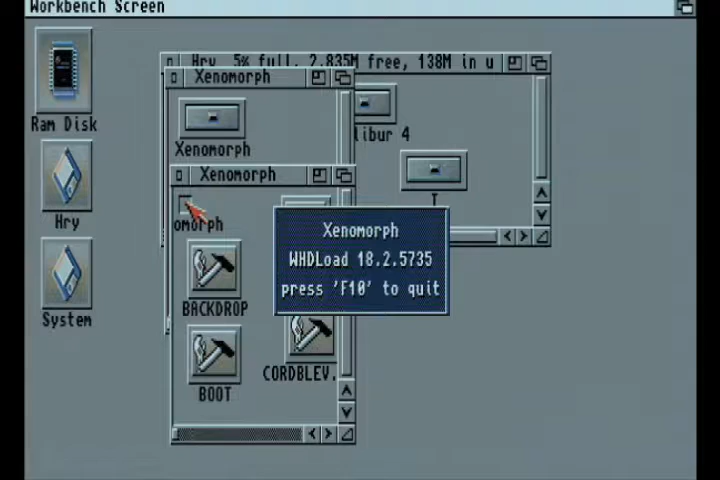 Workbench Screen
Hry 5% full, 2.835M free, 138M in u
Xenomorph
Ram Disk
Xenomorph
libur 4
Xenomorph
Hry
omorph
Xenomorph
WHDLoad 18.2.5735
press 'F10' to quit
BACKDROP
System
CORDBLEV.
BOOT